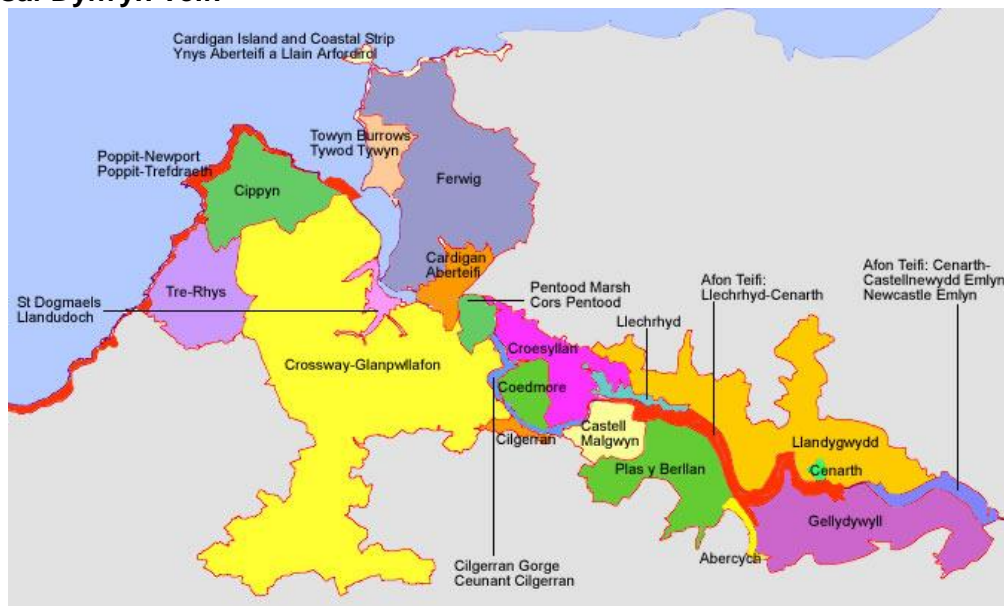 Cardigan Island and Coastal Strip
Ynys Aberteifi a Llain Arfordirol
Towyn Burrows
Tywod Tywyn
Poppit-Newport
Poppit-Trefdraeth
Cippyn
Ferwig
Cardigan
Aberteifi
Tre-Rhys
St Dogmaels
Llandudoch
Pentood Marsh
Cors Pentood
Afon Teifi:
Llechrhyd-Cenarth
Afon Teifi: Cenarth-
Castellnewydd Emlyn
Newcastle Emlyn
Llechrhyd
Croesyllan
Crossway-Glanpwllafon
Coedmore
Cilgerran
Castell
Malgwyn
Llandygwydd
Cenarth
Plas y Berllan
Gellydywyll
Abercych
Cilgerran Gorge
Ceunant Cilgerran